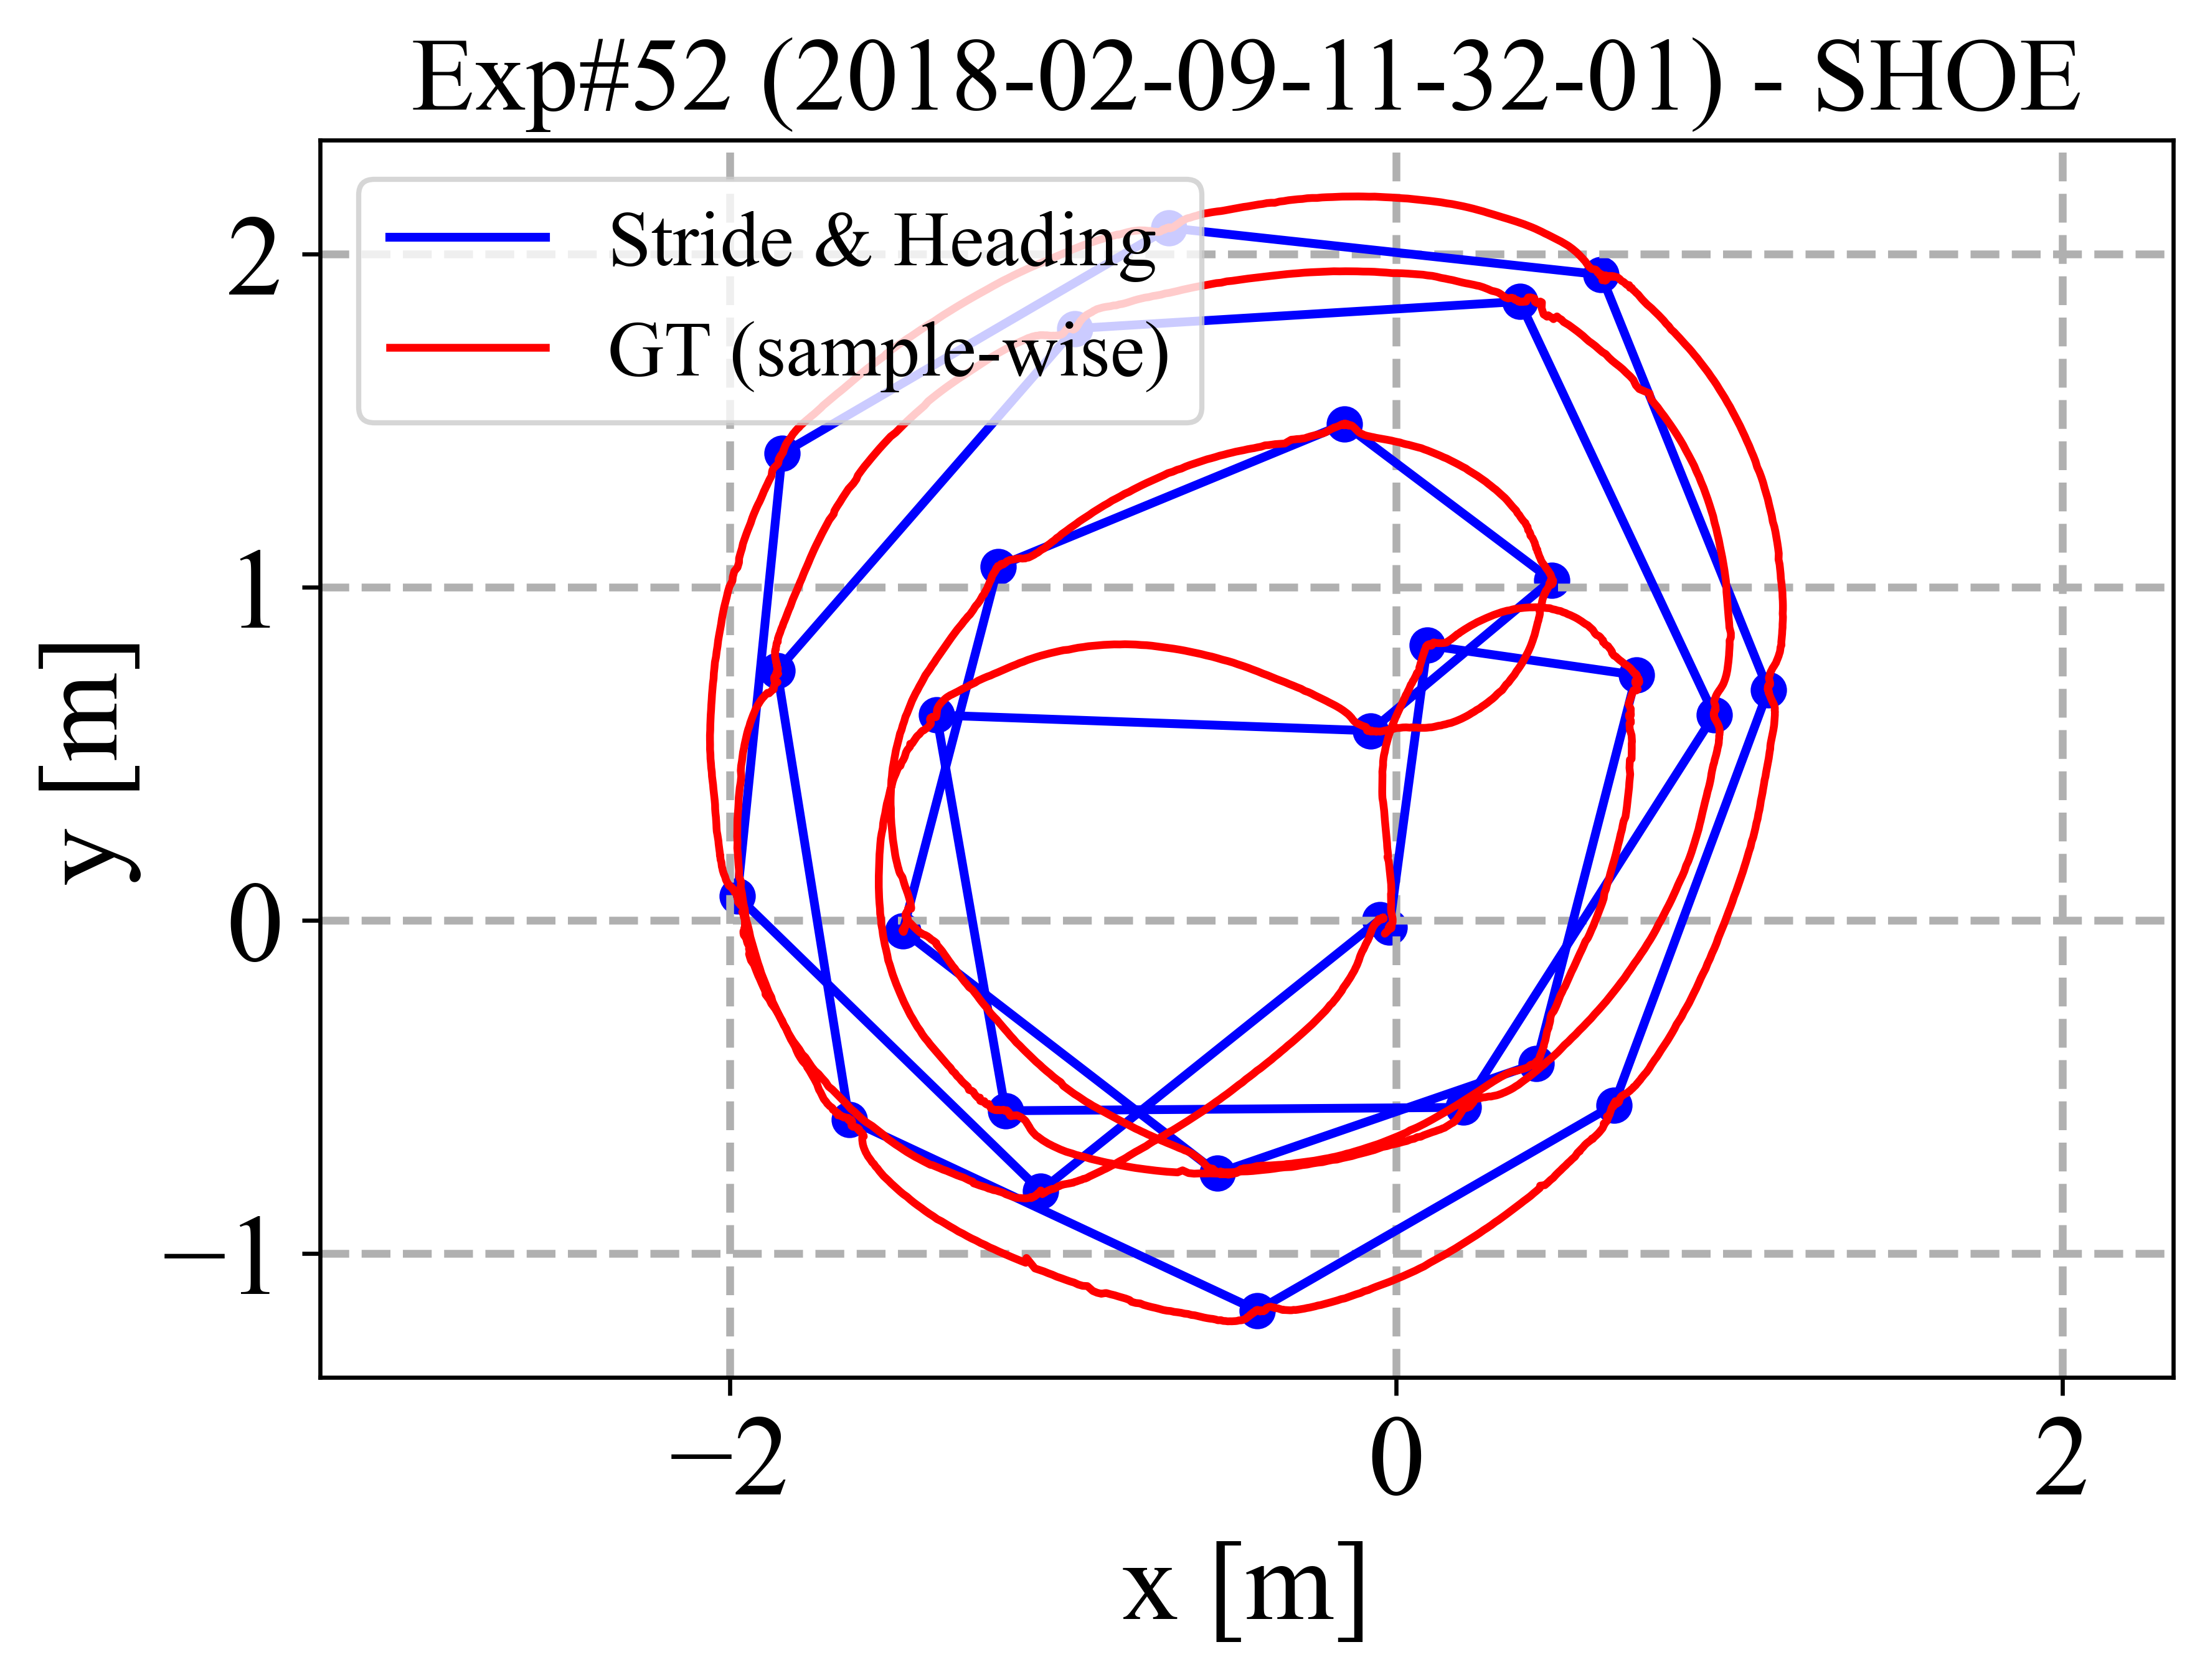 Exp#52 (2018-02-09-11-32-01) - SHOE
Stride & Heading
GT (sample-wise)
2
1
0
−1
y [m]
−2
0
2
x [m]